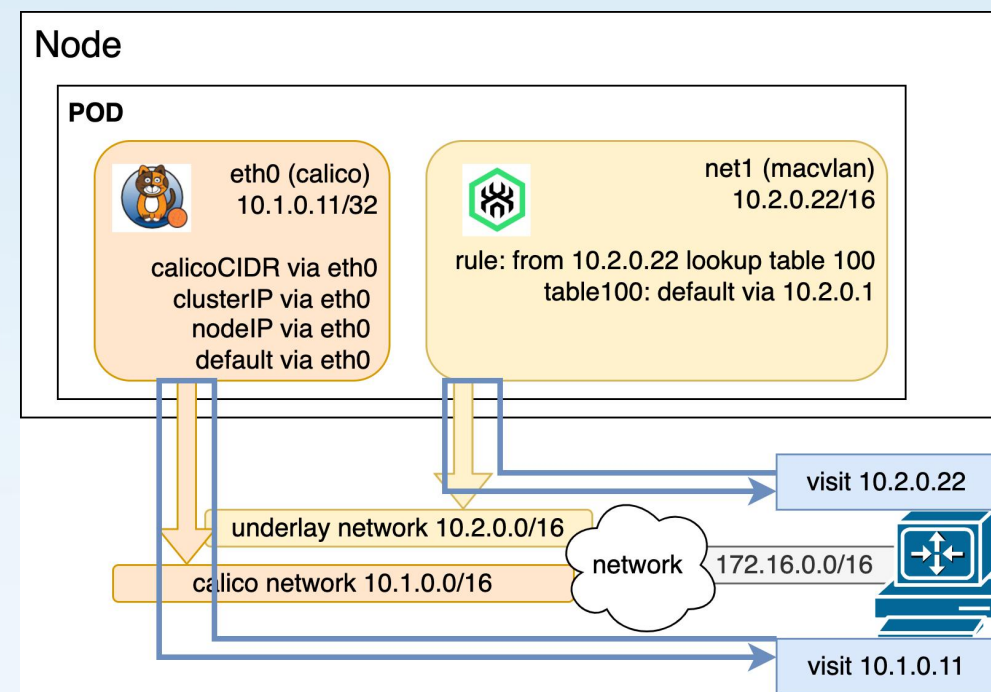 Node
POD
eth0 (calico)
10.1.0.11/32
calicoCIDR via eth0
clusterIP via eth0
nodeIP via eth0
default via eth0
net1 (macvlan)
10.2.0.22/16
rule: from 10.2.0.22 lookup table 100
table100: default via 10.2.0.1
visit 10.2.0.22
underlay network 10.2.0.0/16
network
172.16.0.0/16
calico network 10.1.0.0/16
visit 10.1.0.11